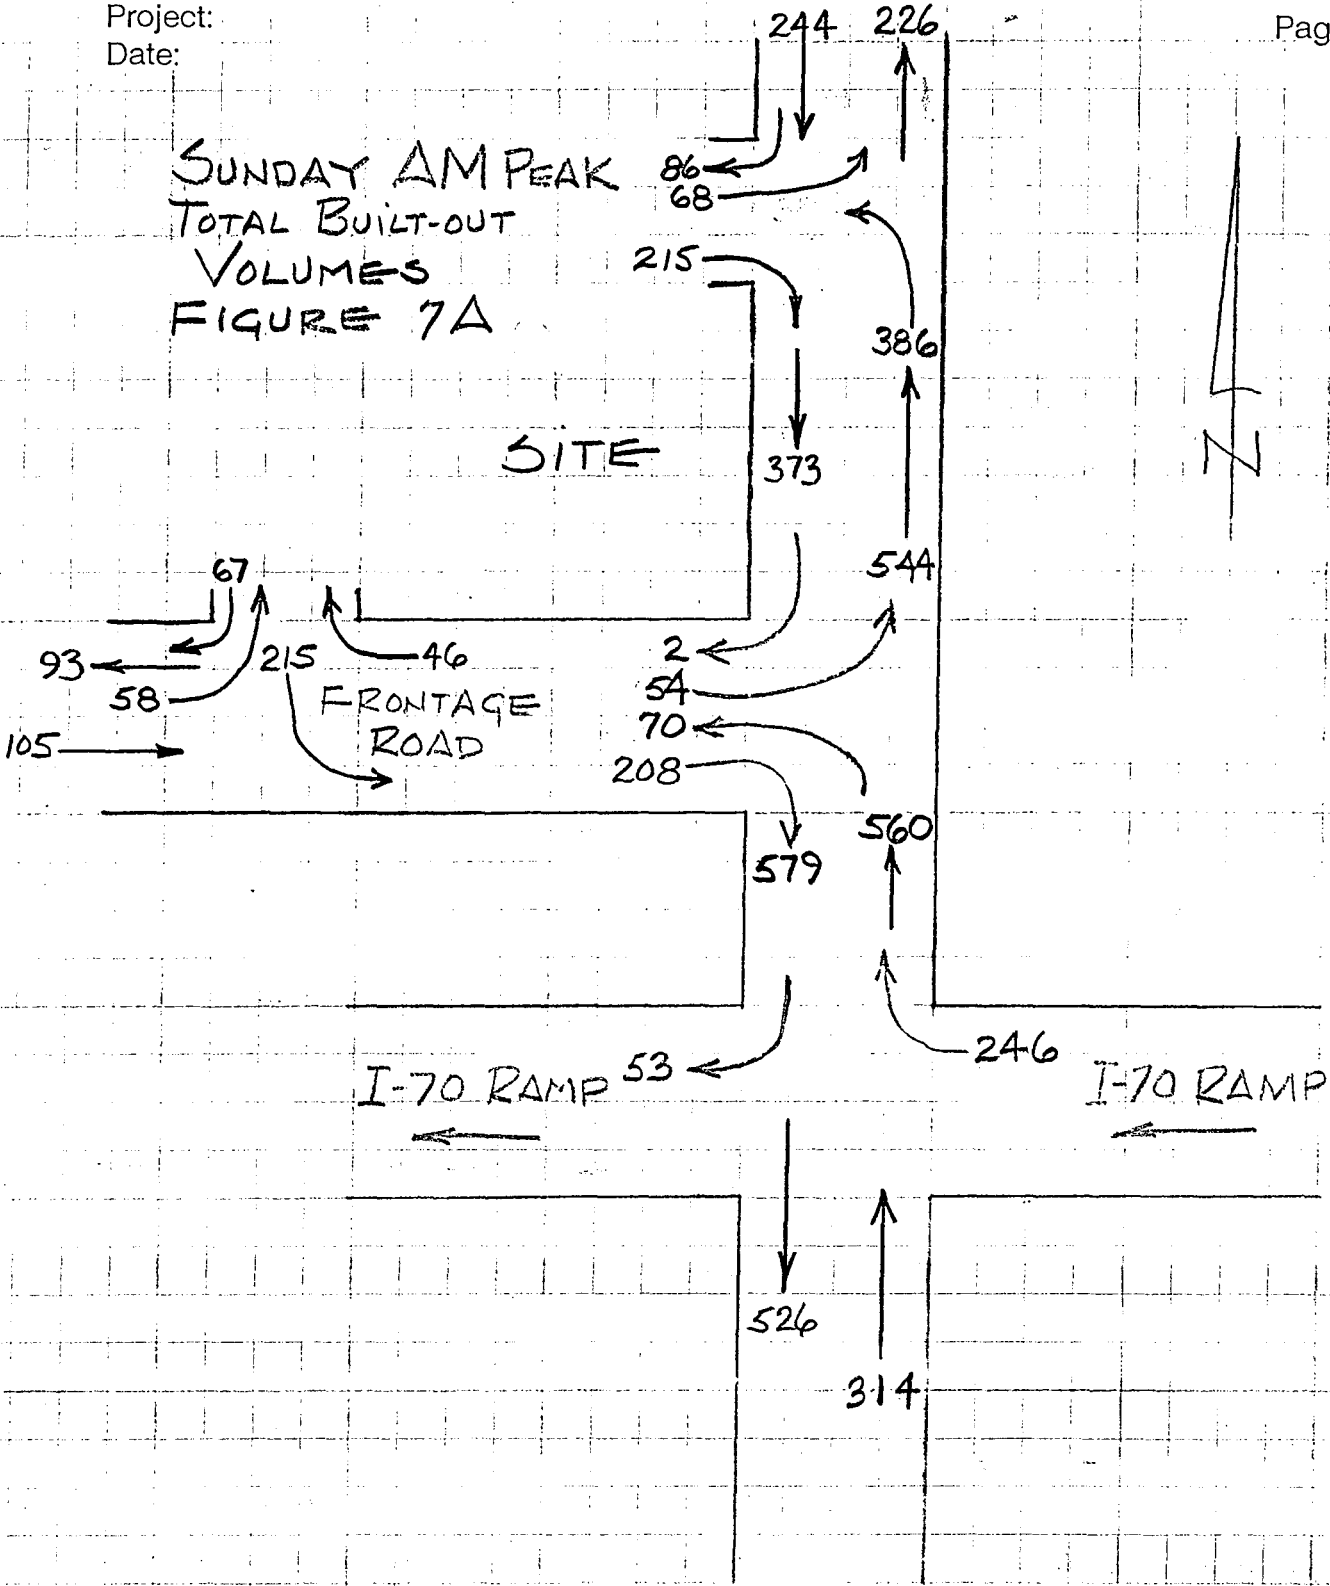 Project:
Date:
Pag
244 226
SUNDAY AM PEAK
TOTAL BUILT-OUT
VOLUMES
FIGURE 7A
86
68
215
386
SITE
373
N
544
67
93
58
215
46
105
FRONTAGE
ROAD
2
54
70
208
560
579
246
53
I-70 RAMP
I-70 RAMP
526
314